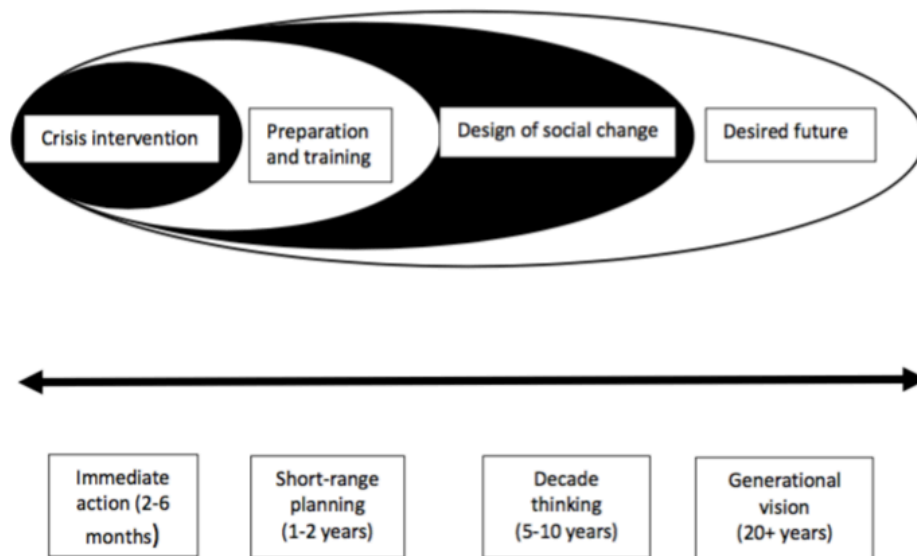 Crisis intervention
Preparation
and training
Design of social change
Desired future
Immediate
action (2-6
months)
Short-range
planning
(1-2 years)
Decade
thinking
(5-10 years)
Generational
vision
(20+ years)